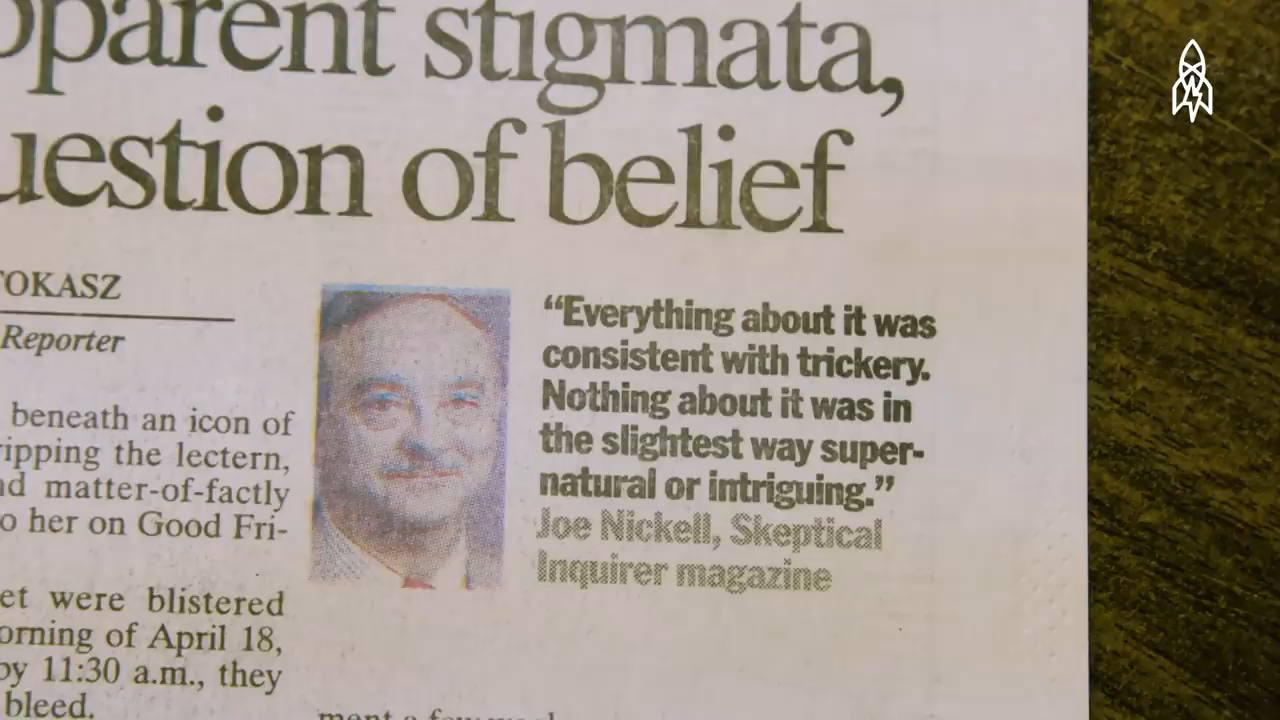 pparent stigmata,
uestion of belief
TOKASZ
Reporter
beneath an icon of
ripping the lectern,
nd matter-of-factly
o her on Good Fri-
et were blistered
orning of April 18,
by 11:30 a.m., they
bleed.
“Everything about it was
consistent with trickery.
Nothing about it was in
the slightest way super-
natural or intriguing.”
Joe Nickell, Skeptical
Inquirer magazine